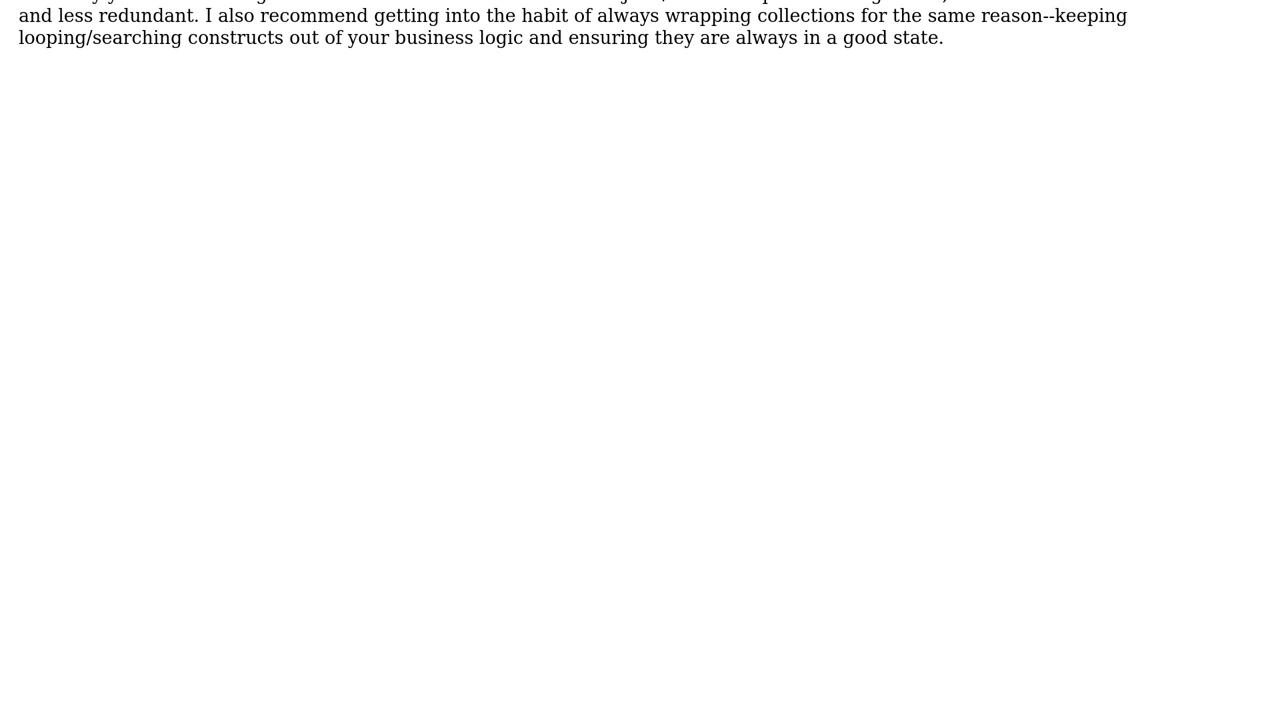 and less redundant. I also recommend getting into the habit of always wrapping collections for the same reason--keeping
looping/searching constructs out of your business logic and ensuring they are always in a good state.